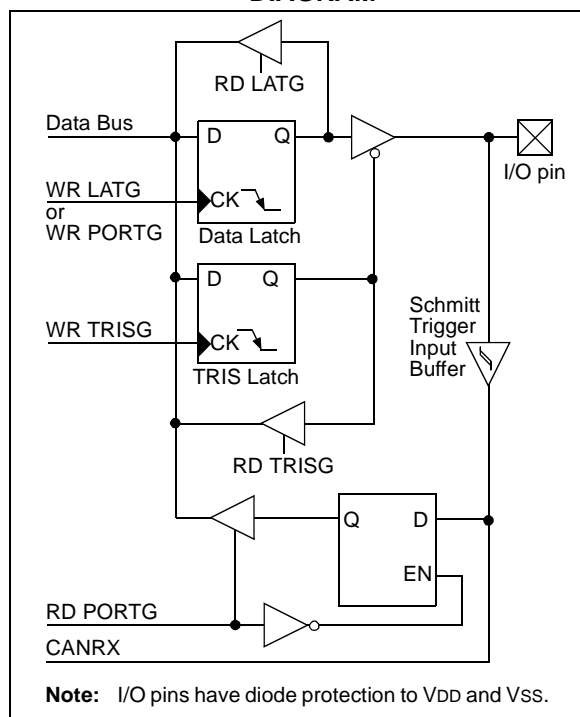 DIAGRAM
RD LATG
Data Bus
D Q
I/O pin
WR LATG
or
WR PORTG
CK
Data Latch
D Q
WR TRISG
CK
TRIS Latch
Schmitt
Trigger
Input
Buffer
RD TRISG
Q D
EN
RD PORTG
CANRX
Note: I/O pins have diode protection to VDD and VSS.